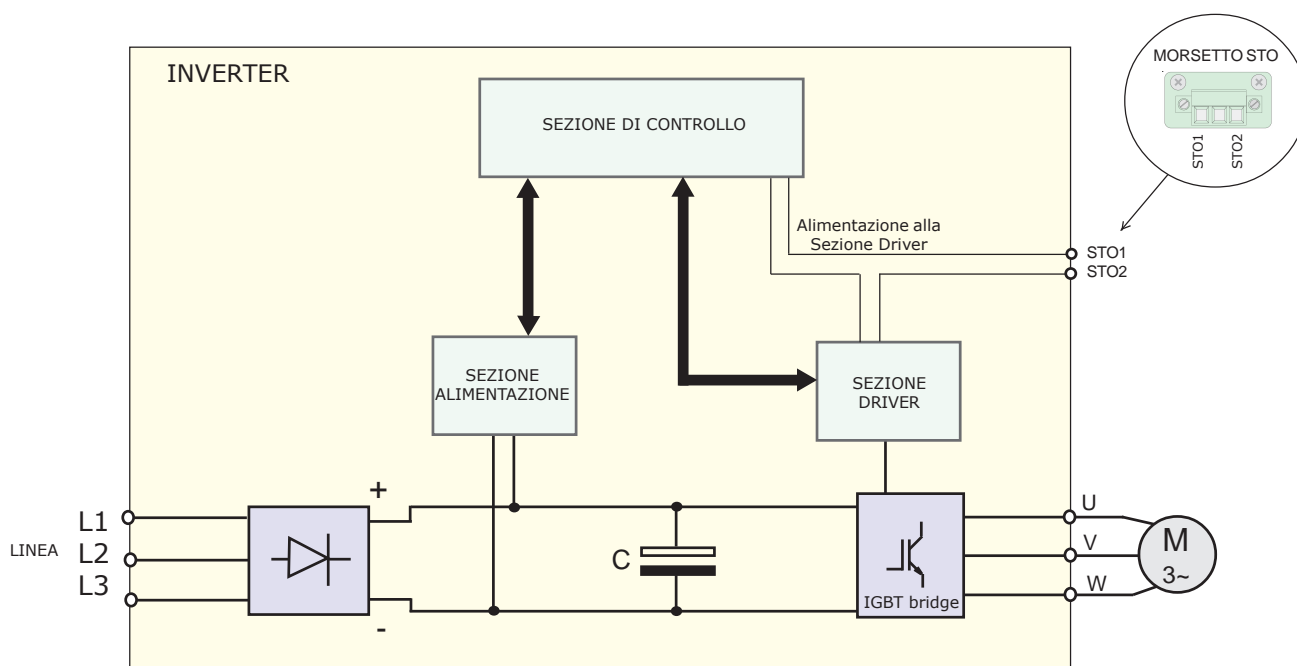 INVERTER
MORSETTO STO
STO1
STO2
SEZIONE DI CONTROLLO
Alimentazione alla
Sezione Driver
STO1
STO2
SEZIONE
ALIMENTAZIONE
SEZIONE
DRIVER
+
-
LINEA
L1
L2
L3
C
IGBT bridge
U
V
W
M
3~